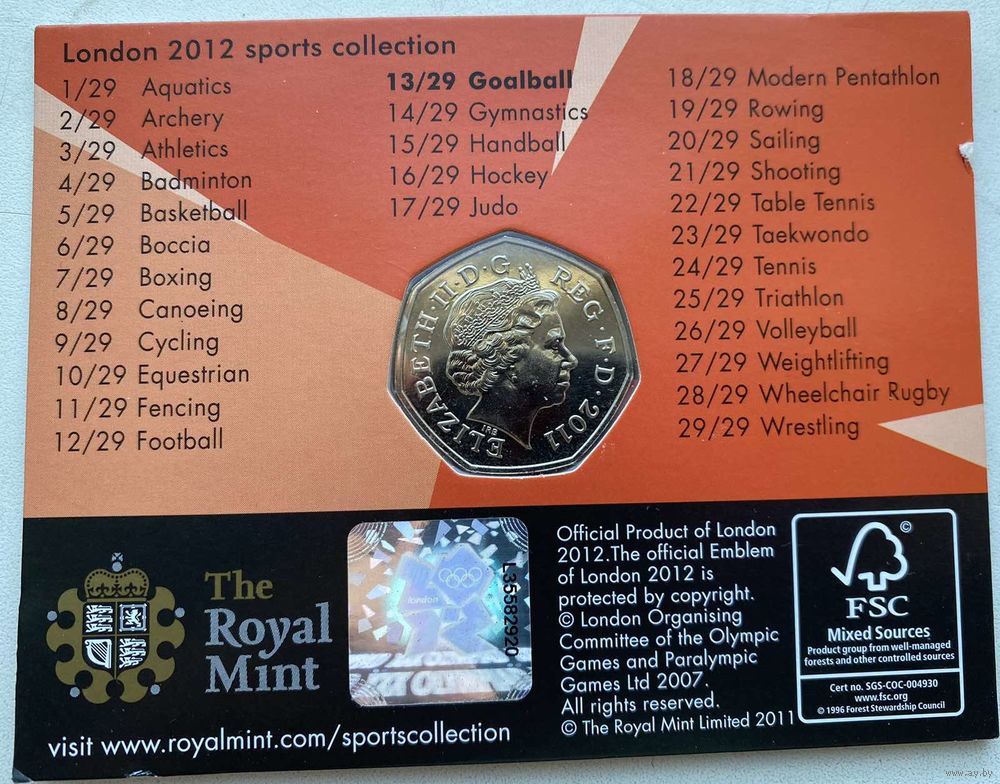 London 2012 sports collection
1/29 Aquatics
2/29 Archery
3/29 Athletics
4/29 Badminton
5/29 Basketball
6/29 Boccia
7/29 Boxing
8/29 Canoeing
9/29 Cycling
10/29 Equestrian
11/29 Fencing
12/29 Football
13/29 Goalball
14/29 Gymnastics
15/29 Handball
16/29 Hockey
17/29 Judo
18/29 Modern Pentathlon
19/29 Rowing
20/29 Sailing
21/29 Shooting
22/29 Table Tennis
23/29 Taekwondo
24/29 Tennis
25/29 Triathlon
26/29 Volleyball
27/29 Weightlifting
28/29 Wheelchair Rugby
29/29 Wrestling
ELIZABETH·II·D·G REG·F·D·2011
IRB
The
Royal
Mint
london
L35582920
visit www.royalmint.com/sportscollection
Official Product of London
2012.The official Emblem
of London 2012 is
protected by copyright.
© London Organising
Committee of the Olympic
Games and Paralympic
Games Ltd 2007.
All rights reserved.
© The Royal Mint Limited 2011
©
FSC
Mixed Sources
Product group from well-managed
forests and other controlled sources
Cert no. SGS-COC-004930
www.fsc.org
© 1996 Forest Stewardship Council
www.ay.by